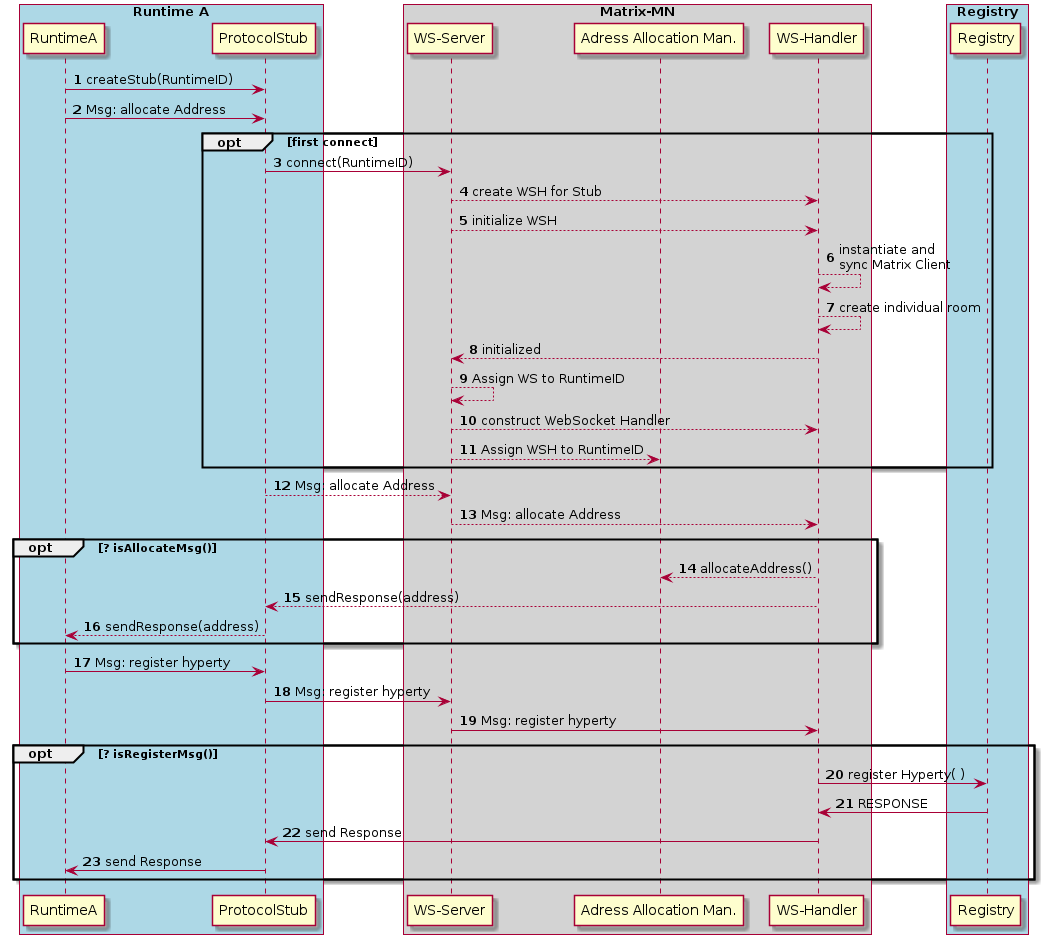 Runtime A
Matrix-MN
Registry
RuntimeA
ProtocolStub
WS-Server
Adress Allocation Man.
WS-Handler
Registry
1 createStub(RuntimeID)
2 Msg: allocate Address
opt [first connect]
3 connect(RuntimeID)
4 create WSH for Stub
5 initialize WSH
6 instantiate and
sync Matrix Client
7 create individual room
8 initialized
9 Assign WS to RuntimeID
10 construct WebSocket Handler
11 Assign WSH to RuntimeID
12 Msg: allocate Address
13 Msg: allocate Address
opt [? isAllocateMsg()]
14 allocateAddress()
15 sendResponse(address)
16 sendResponse(address)
17 Msg: register hyperty
18 Msg: register hyperty
19 Msg: register hyperty
opt [? isRegisterMsg()]
20 register Hyperty( )
21 RESPONSE
22 send Response
23 send Response
RuntimeA
ProtocolStub
WS-Server
Adress Allocation Man.
WS-Handler
Registry